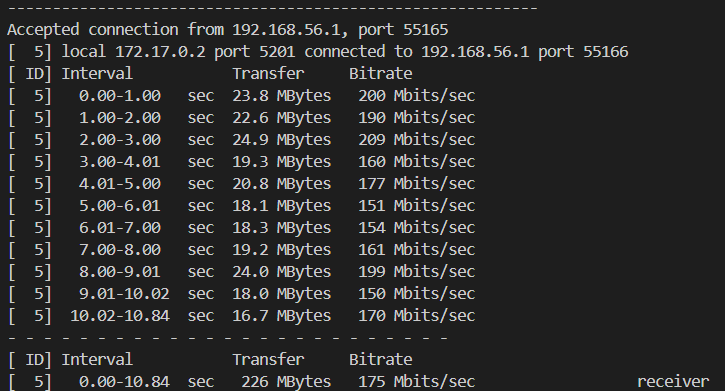 -----------------------------------------------------------
Accepted connection from 192.168.56.1, port 55165
[  5] local 172.17.0.2 port 5201 connected to 192.168.56.1 port 55166
[ ID] Interval           Transfer     Bitrate
[  5]   0.00-1.00   sec  23.8 MBytes   200 Mbits/sec
[  5]   1.00-2.00   sec  22.6 MBytes   190 Mbits/sec
[  5]   2.00-3.00   sec  24.9 MBytes   209 Mbits/sec
[  5]   3.00-4.01   sec  19.3 MBytes   160 Mbits/sec
[  5]   4.01-5.00   sec  20.8 MBytes   177 Mbits/sec
[  5]   5.00-6.01   sec  18.1 MBytes   151 Mbits/sec
[  5]   6.01-7.00   sec  18.3 MBytes   154 Mbits/sec
[  5]   7.00-8.00   sec  19.2 MBytes   161 Mbits/sec
[  5]   8.00-9.01   sec  24.0 MBytes   199 Mbits/sec
[  5]   9.01-10.02  sec  18.0 MBytes   150 Mbits/sec
[  5]  10.02-10.84  sec  16.7 MBytes   170 Mbits/sec
- - - - - - - - - - - - - - - - - - - - - - - - -
[ ID] Interval           Transfer     Bitrate
[  5]   0.00-10.84  sec   226 MBytes   175 Mbits/sec                  receiver